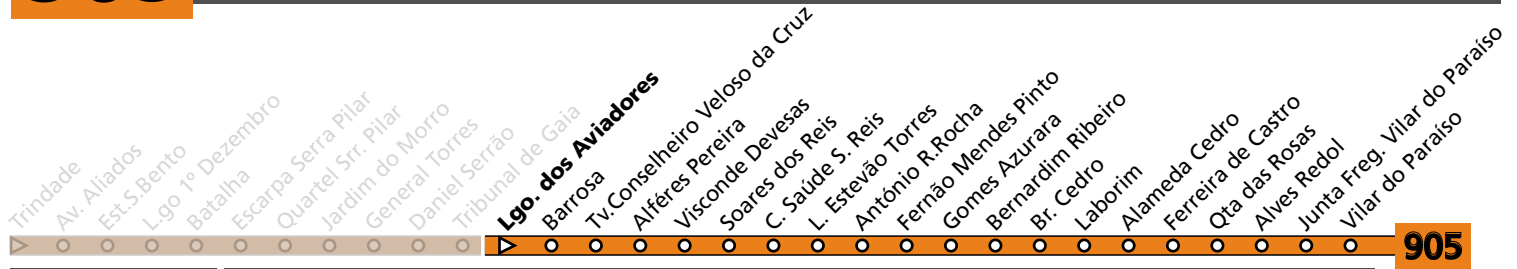 Trindade
Av. Aliados
Est.S.Bento
L.go 1º Dezembro
Batalha
Escarpa Serra Pilar
Quartel Srr. Pilar
Jardim do Morro
General Torres
Daniel Serrão
Tribunal de Gaia
Lgo. dos Aviadores
Barrosa
Tv.Conselheiro Veloso da Cruz
Alféres Pereira
Visconde Devesas
Soares dos Reis
C. Saúde S. Reis
L. Estevão Torres
António R.Rocha
Fernão Mendes Pinto
Gomes Azurara
Bernardim Ribeiro
Br. Cedro
Laborim
Alameda Cedro
Ferreira de Castro
Qta das Rosas
Alves Redol
Junta Freg. Vilar do Paraíso
Vilar do Paraíso
905